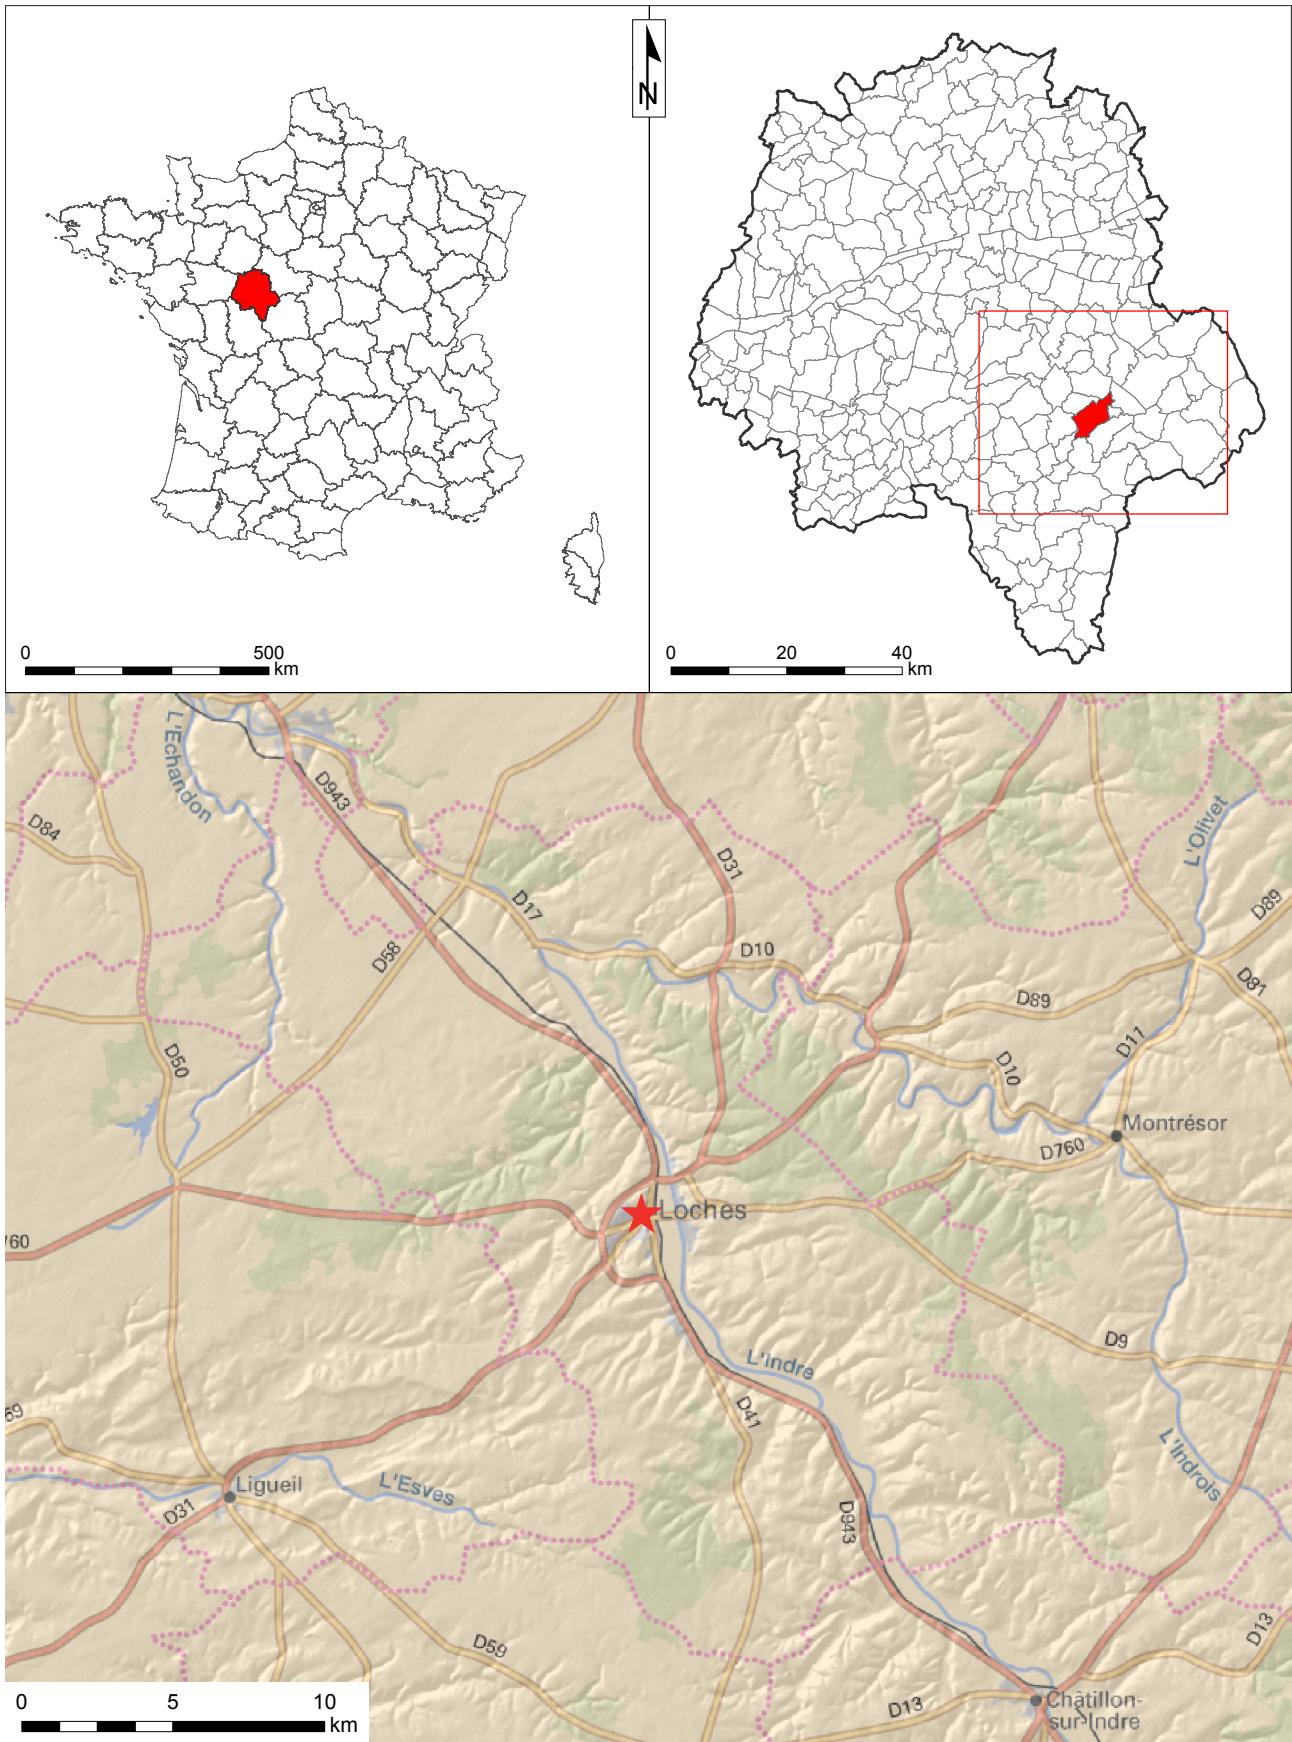 N
0 500 km
0 20 40 km
L'Echandon
D943
D84
D31
L'Olivet
D89
D17
D58
D10
D81
D89
D11
D50
D10
Montrésor
D760
Loches
760
D9
L'Indre
D41
69
L'Indrois
Ligueil
L'Esves
D31
D943
D59
D13
0 5 10 km
D13
Châtillon-
sur-Indre